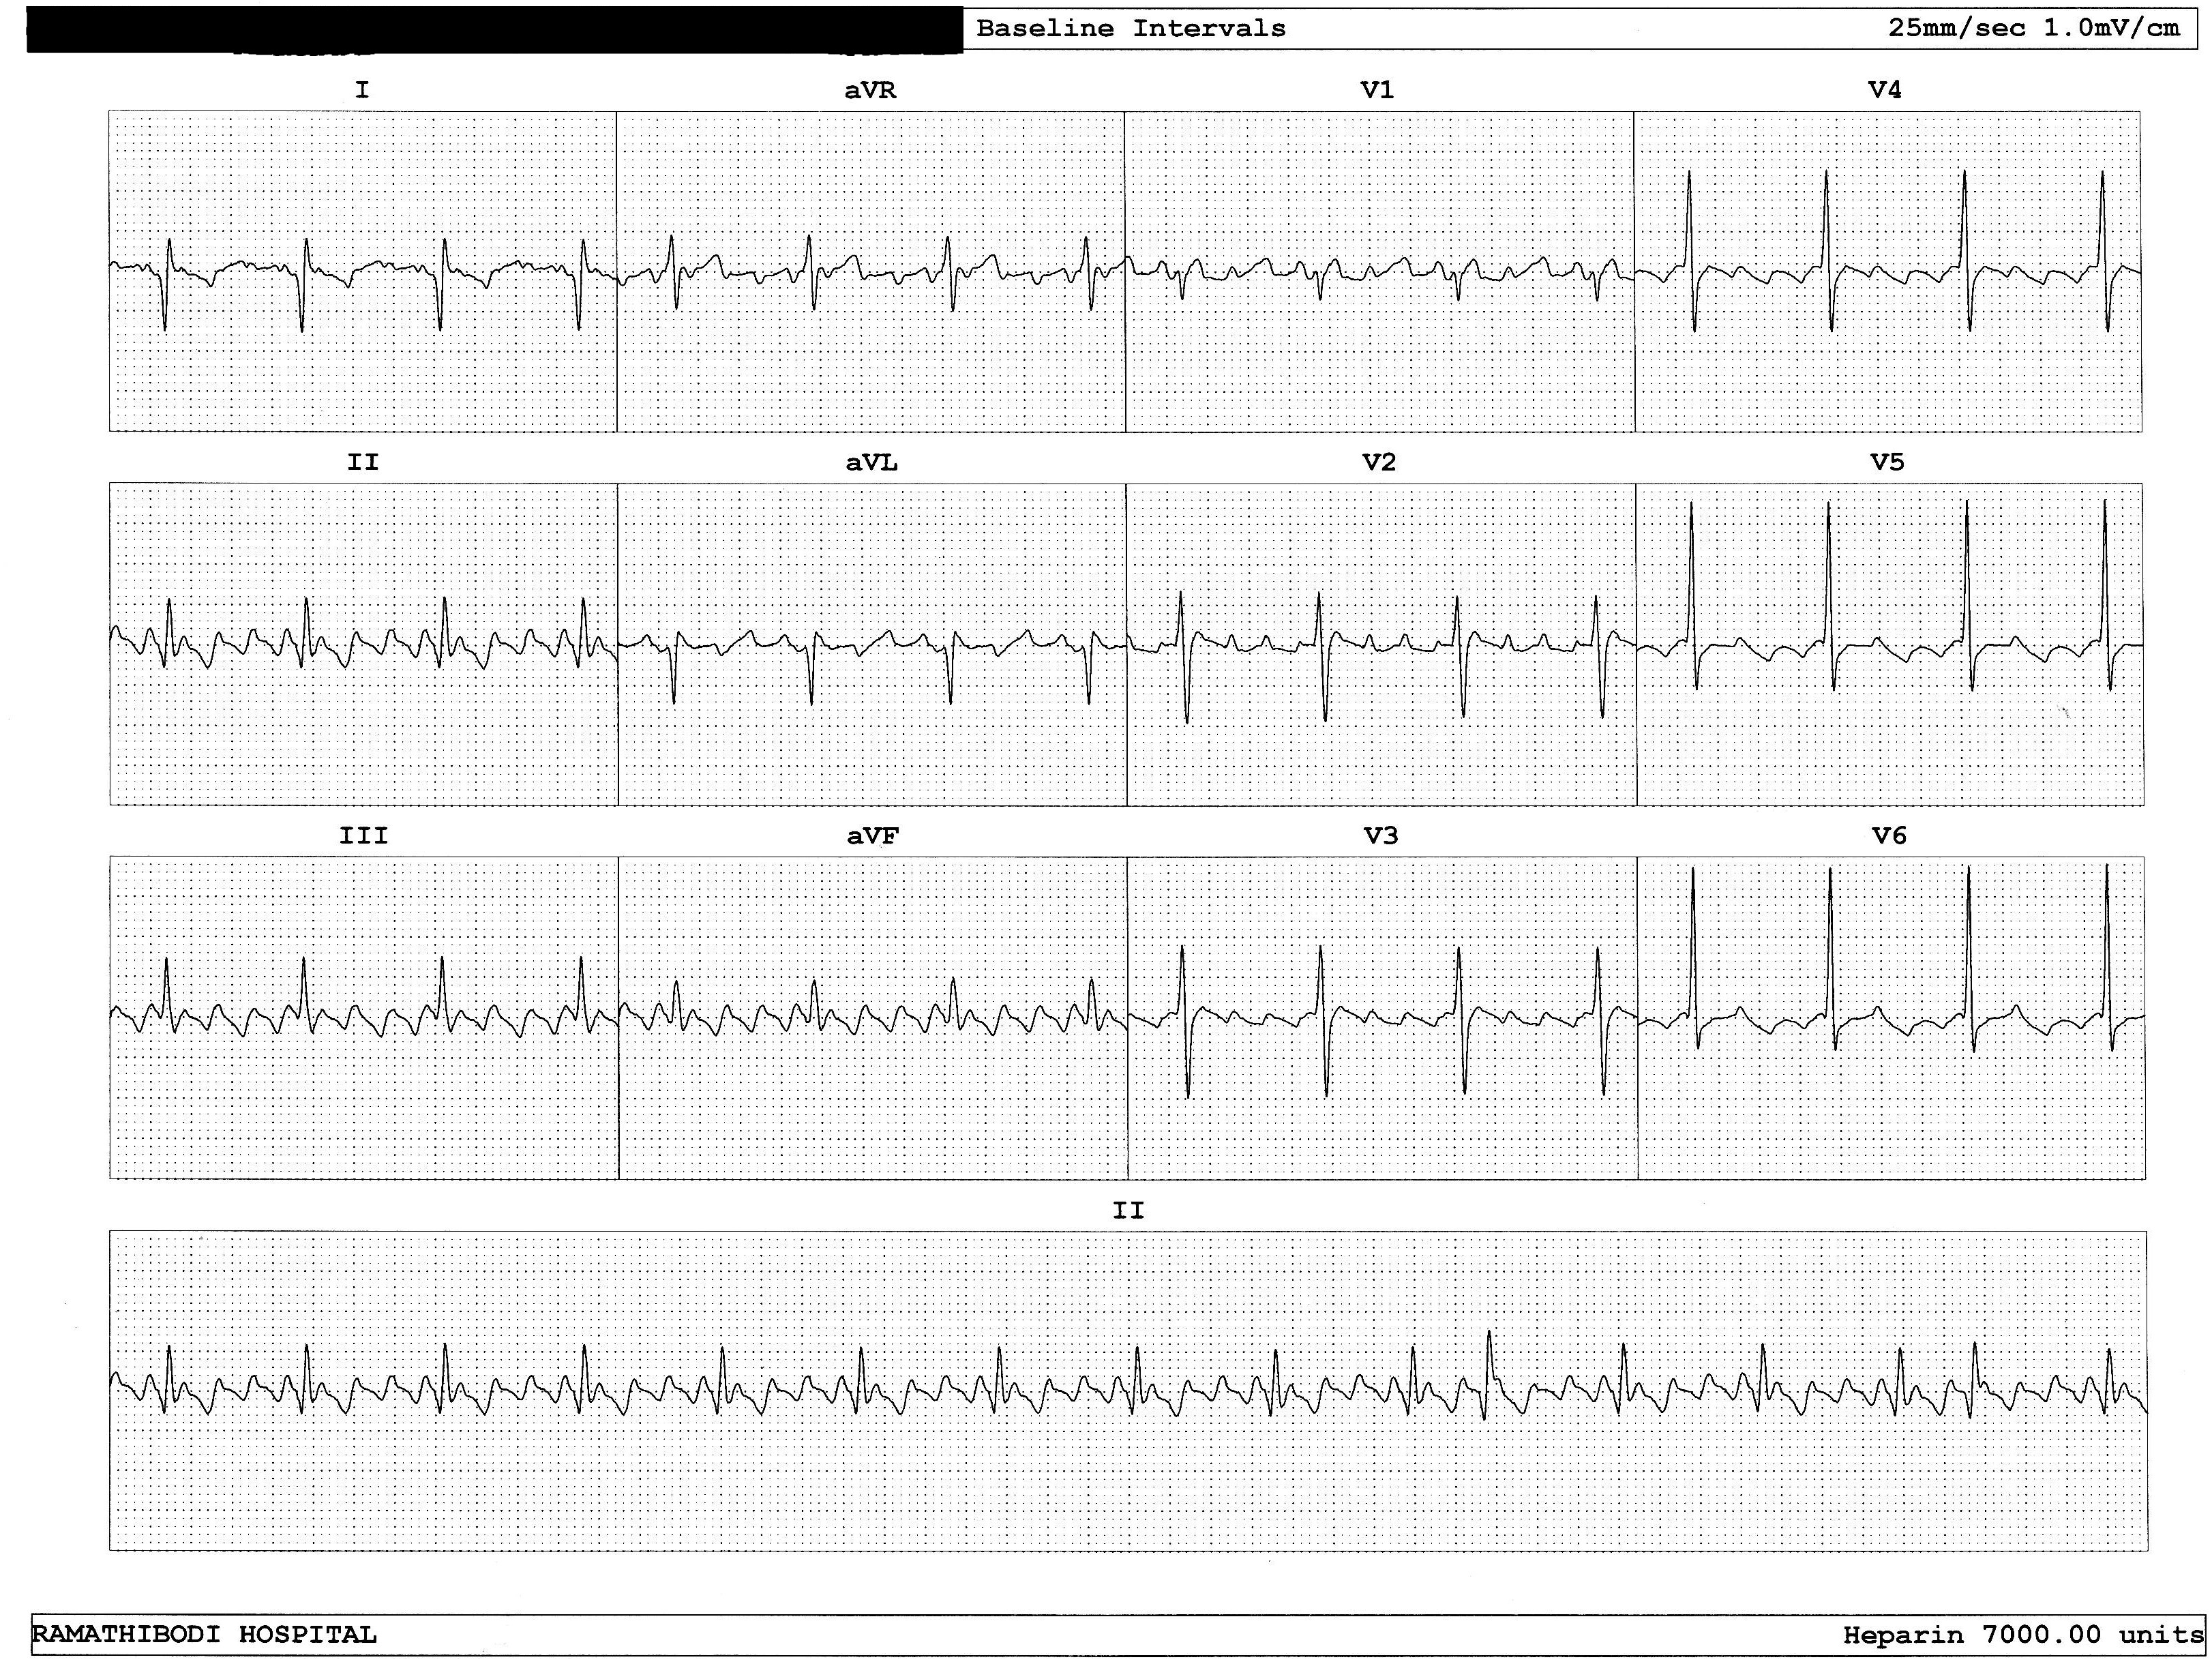 Baseline Intervals 25mm/sec 1.0mV/cm
I aVR V1 V4
II aVL V2 V5
III aVF V3 V6
II
RAMATHIBODI HOSPITAL Heparin 7000.00 units